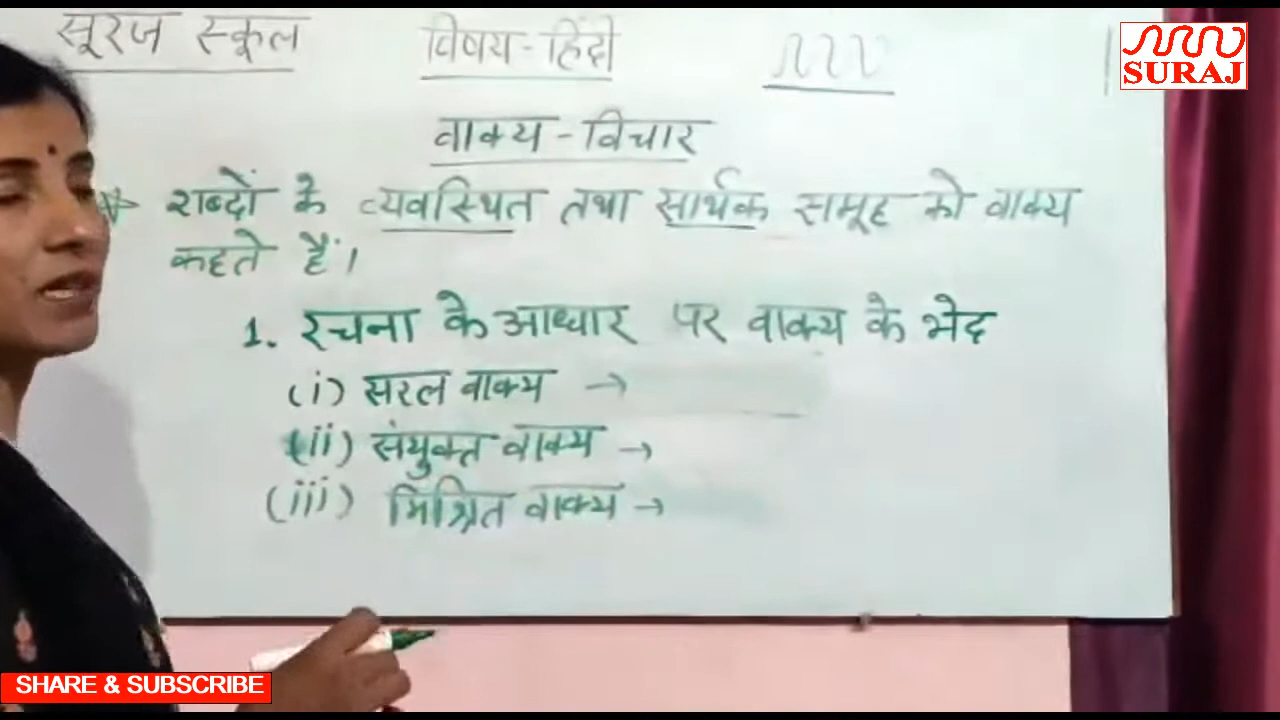 सूरज स्कूल विषय-हिंदी
SURAJ
वाक्य-विचार
शब्दों के व्यवस्थित तथा सार्थक समूह को वाक्य
कहते हैं।
1. रचना के आधार पर वाक्य के भेद
(i) सरल वाक्य →
(ii) संयुक्त वाक्य →
(iii) मिश्रित वाक्य →
SHARE & SUBSCRIBE